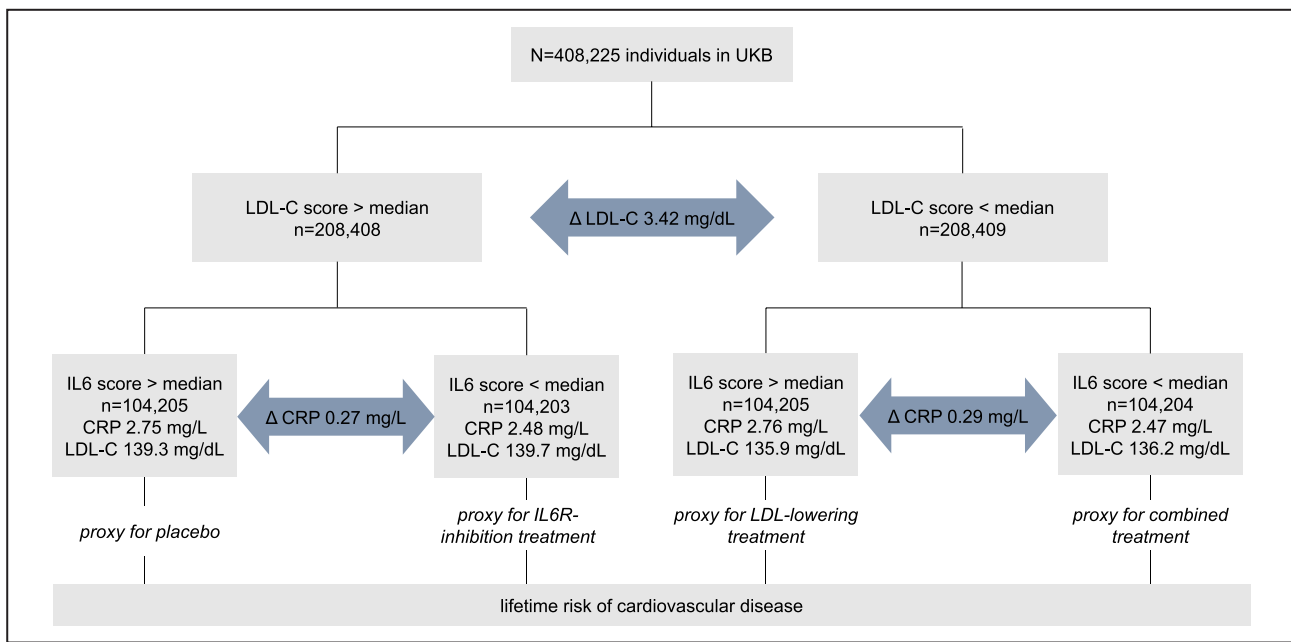 N=408,225 individuals in UKB
LDL-C score > median
n=208,408
Δ LDL-C 3.42 mg/dL
LDL-C score < median
n=208,409
IL6 score > median
n=104,205
CRP 2.75 mg/L
LDL-C 139.3 mg/dL
Δ CRP 0.27 mg/L
IL6 score < median
n=104,203
CRP 2.48 mg/L
LDL-C 139.7 mg/dL
IL6 score > median
n=104,205
CRP 2.76 mg/L
LDL-C 135.9 mg/dL
Δ CRP 0.29 mg/L
IL6 score < median
n=104,204
CRP 2.47 mg/L
LDL-C 136.2 mg/dL
proxy for placebo
proxy for IL6R-
inhibition treatment
proxy for LDL-lowering
treatment
proxy for combined
treatment
lifetime risk of cardiovascular disease